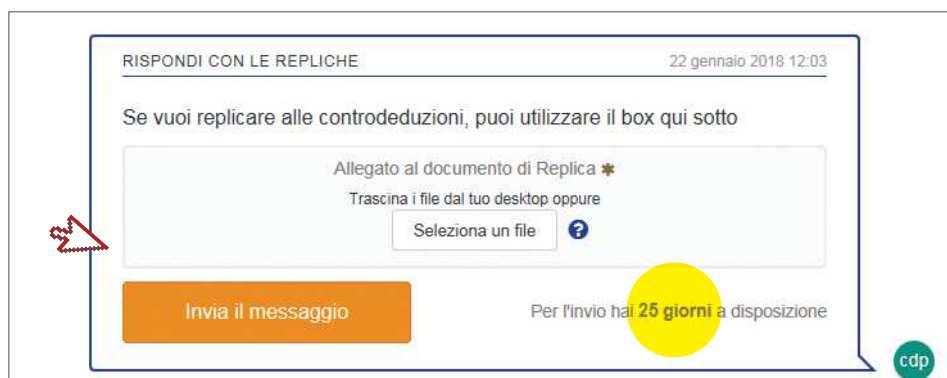 RISPONDI CON LE REPLICHE 22 gennaio 2018 12:03
Se vuoi replicare alle controdeduzioni, puoi utilizzare il box qui sotto
Allegato al documento di Replica ✱
Trascina i file dal tuo desktop oppure
Seleziona un file ?
Invia il messaggio Per l'invio hai 25 giorni a disposizione
cdp